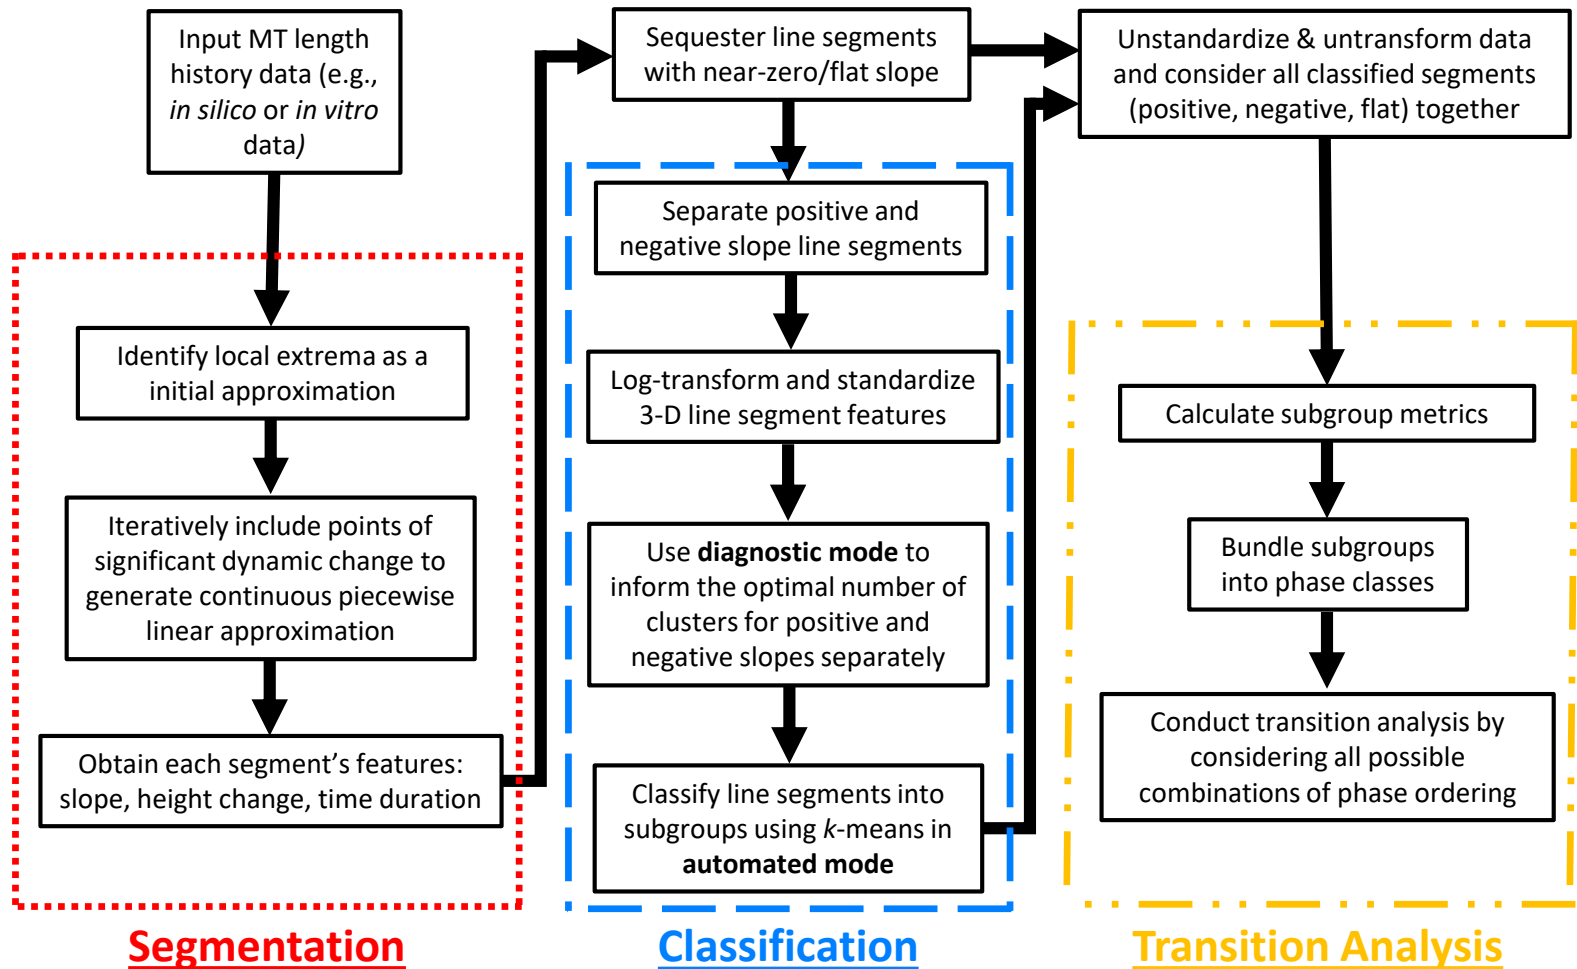 Input MT length
history data (e.g.,
in silico or in vitro
data)
Identify local extrema as a
initial approximation
Iteratively include points of
significant dynamic change to
generate continuous piecewise
linear approximation
Obtain each segment’s features:
slope, height change, time duration
Segmentation
Sequester line segments
with near-zero/flat slope
Separate positive and
negative slope line segments
Log-transform and standardize
3-D line segment features
Use diagnostic mode to
inform the optimal number of
clusters for positive and
negative slopes separately
Classify line segments into
subgroups using k-means in
automated mode
Classification
Unstandardize & untransform data
and consider all classified segments
(positive, negative, flat) together
Calculate subgroup metrics
Bundle subgroups
into phase classes
Conduct transition analysis by
considering all possible
combinations of phase ordering
Transition Analysis